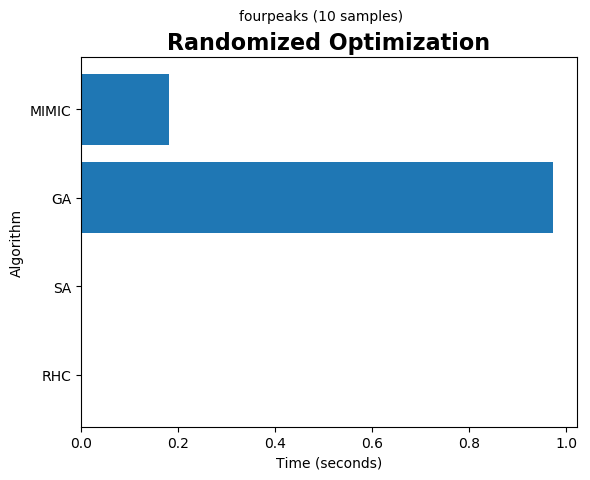 fourpeaks (10 samples)
Randomized Optimization
MIMIC
GA
SA
RHC
Algorithm
0.0 0.2 0.4 0.6 0.8 1.0
Time (seconds)